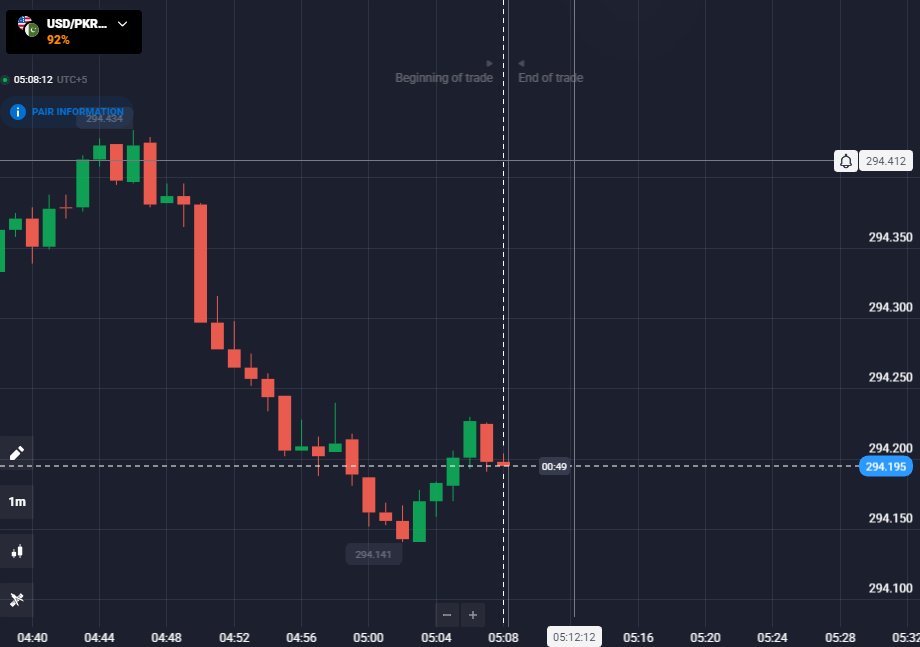 USD/PKR...
92%
05:08:12 UTC+5
PAIR INFORMATION
294.434
Beginning of trade
End of trade
294.412
294.350
294.300
294.250
294.200
00:49
294.195
1m
294.150
294.141
294.100
− +
04:40 04:44 04:48 04:52 04:56 05:00 05:04 05:08 05:12:12 05:16 05:20 05:24 05:28 05:32